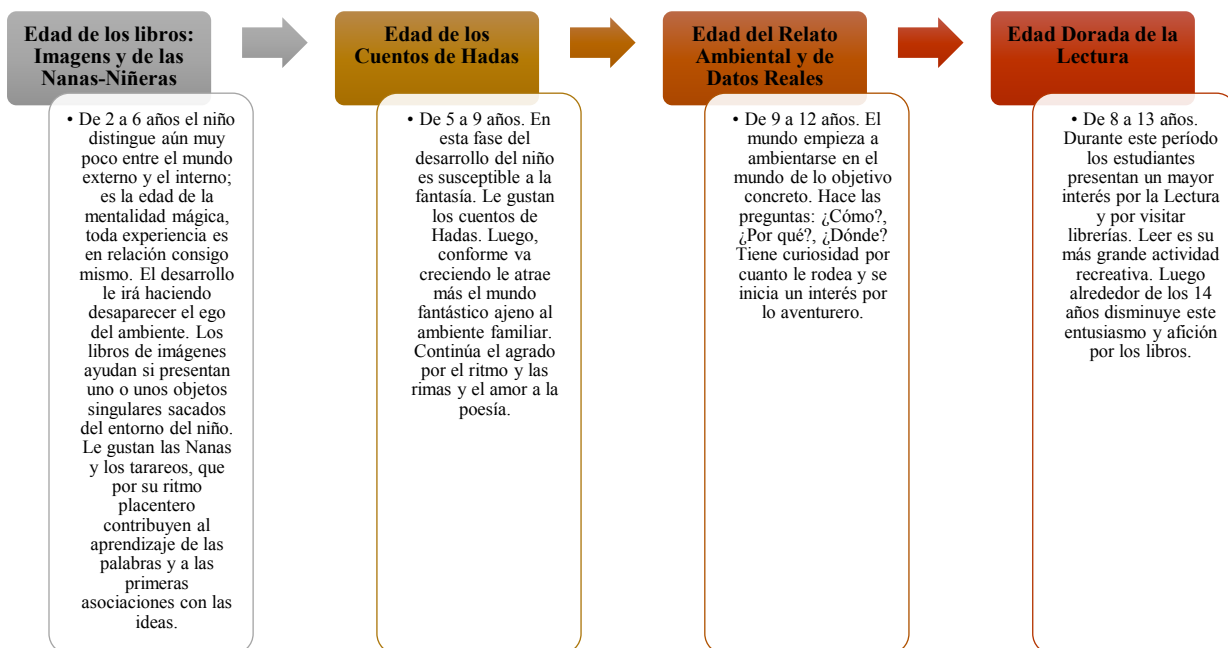 Edad de los libros:
Imagens y de las
Nanas-Niñeras
• De 2 a 6 años el niño
distingue aún muy
poco entre el mundo
externo y el interno;
es la edad de la
mentalidad mágica,
toda experiencia es
en relación consigo
mismo. El desarrollo
le irá haciendo
desaparecer el ego
del ambiente. Los
libros de imágenes
ayudan si presentan
uno o unos objetos
singulares sacados
del entorno del niño.
Le gustan las Nanas
y los tarareos, que
por su ritmo
placentero
contribuyen al
aprendizaje de las
palabras y a las
primeras
asociaciones con las
ideas.
Edad de los
Cuentos de Hadas
• De 5 a 9 años. En
esta fase del
desarrollo del niño
es susceptible a la
fantasía. Le gustan
los cuentos de
Hadas. Luego,
conforme va
creciendo le atrae
más el mundo
fantástico ajeno al
ambiente familiar.
Continúa el agrado
por el ritmo y las
rimas y el amor a la
poesía.
Edad del Relato
Ambiental y de
Datos Reales
• De 9 a 12 años. El
mundo empieza a
ambientarse en el
mundo de lo objetivo
concreto. Hace las
preguntas: ¿Cómo?,
¿Por qué?, ¿Dónde?
Tiene curiosidad por
cuanto le rodea y se
inicia un interés por
lo aventurero.
Edad Dorada de la
Lectura
• De 8 a 13 años.
Durante este período
los estudiantes
presentan un mayor
interés por la Lectura
y por visitar
librerías. Leer es su
más grande actividad
recreativa. Luego
alrededor de los 14
años disminuye este
entusiasmo y afición
por los libros.